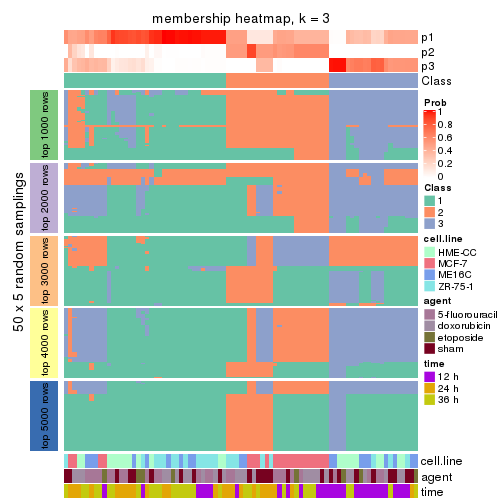 membership heatmap, k = 3
p1
p2
p3
Class
50 x 5 random samplings
top 1000 rows
top 2000 rows
top 3000 rows
top 4000 rows
top 5000 rows
Prob
1
0.8
0.6
0.4
0.2
0
Class
1
2
3
cell.line
HME-CC
MCF-7
ME16C
ZR-75-1
agent
5-fluorouracil
doxorubicin
etoposide
sham
time
12 h
24 h
36 h
cell.line
agent
time